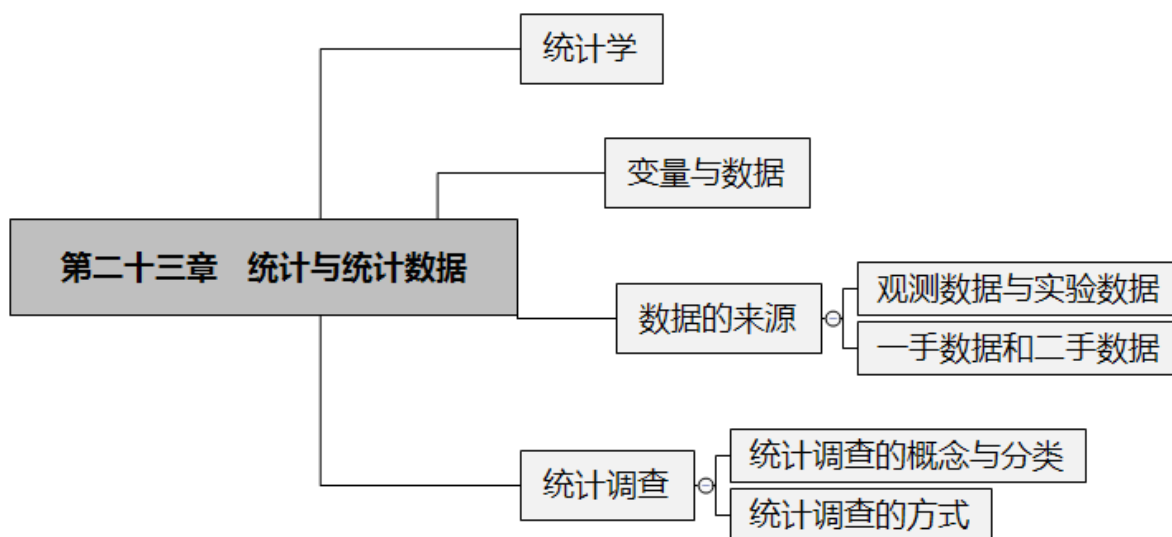 统计学
变量与数据
第二十三章　统计与统计数据
数据的来源
观测数据与实验数据
一手数据和二手数据
统计调查
统计调查的概念与分类
统计调查的方式